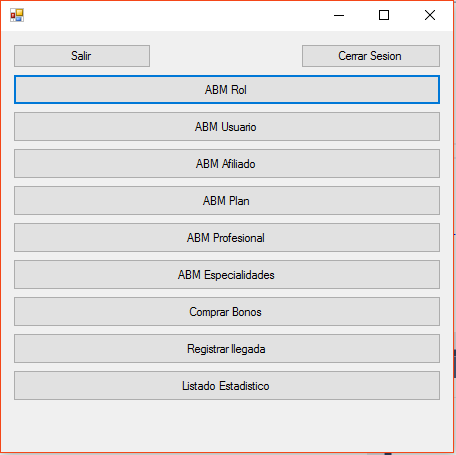 Salir
Cerrar Sesion
ABM Rol
ABM Usuario
ABM Afiliado
ABM Plan
ABM Profesional
ABM Especialidades
Comprar Bonos
Registrar llegada
Listado Estadistico